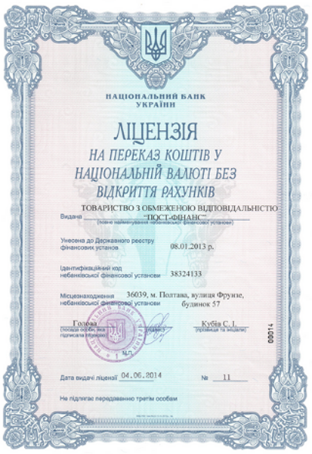 НАЦІОНАЛЬНИЙ БАНК
УКРАЇНИ
ЛІЦЕНЗІЯ
НА ПЕРЕКАЗ КОШТІВ У
НАЦІОНАЛЬНІЙ ВАЛЮТІ БЕЗ
ВІДКРИТТЯ РАХУНКІВ
ТОВАРИСТВО З ОБМЕЖЕНОЮ ВІДПОВІДАЛЬНІСТЮ
Видана "ПОСТ-ФІНАНС"
(повне найменування небанківської фінансової установи)
Унесена до Державного реєстру
фінансових установ 08.01.2013 р.
Ідентифікаційний код
небанківської фінансової установи 38324133
Місцезнаходження 36039, м. Полтава, вулиця Фрунзе,
небанківської фінансової установи будинок 57
Голова Кубів С. І.
(посада особи, яка підписала ліцензію) (прізвище та ініціали)
00014
Дата видачі ліцензії 04.06.2014 № 11
Не підлягає передаванню третім особам